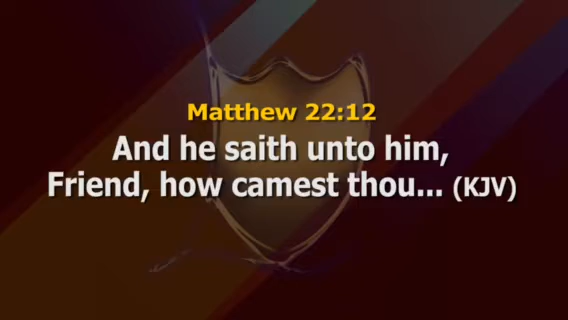 Matthew 22:12
And he saith unto him,
Friend, how camest thou... (KJV)